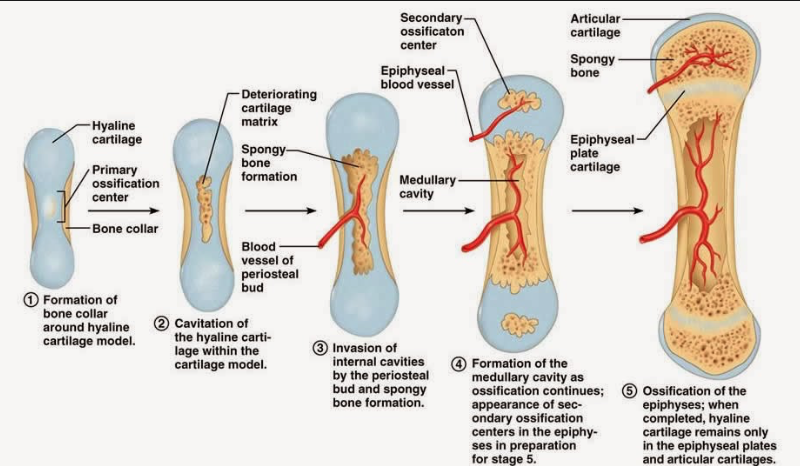 Hyaline
cartilage
Primary
ossification
center
Bone collar
① Formation of
bone collar
around hyaline
cartilage model.
Deteriorating
cartilage
matrix
② Cavitation of
the hyaline carti-
lage within the
cartilage model.
Spongy
bone
formation
Blood
vessel of
periosteal
bud
③ Invasion of
internal cavities
by the periosteal
bud and spongy
bone formation.
Secondary
ossificaton
center
Epiphyseal
blood vessel
Medullary
cavity
④ Formation of the
medullary cavity as
ossification continues;
appearance of sec-
ondary ossification
centers in the epiphy-
ses in preparation
for stage 5.
Articular
cartilage
Spongy
bone
Epiphyseal
plate
cartilage
⑤ Ossification of the
epiphyses; when
completed, hyaline
cartilage remains only
in the epiphyseal plates
and articular cartilages.